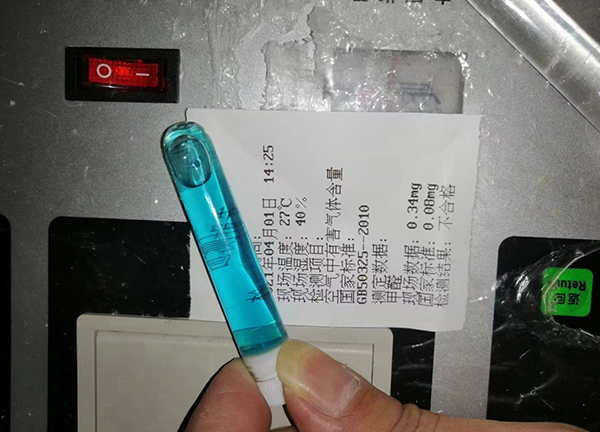 21年04月01日 14:25
现场温度: 27℃
现场湿度: 40%
检测项目:
空气中有害气体含量
国家标准:
GB50325--2010
测定数据:
甲醛
现场数据: 0.34mg
国家标准: 0.08mg
检测结果: 不合格
返回
Retu